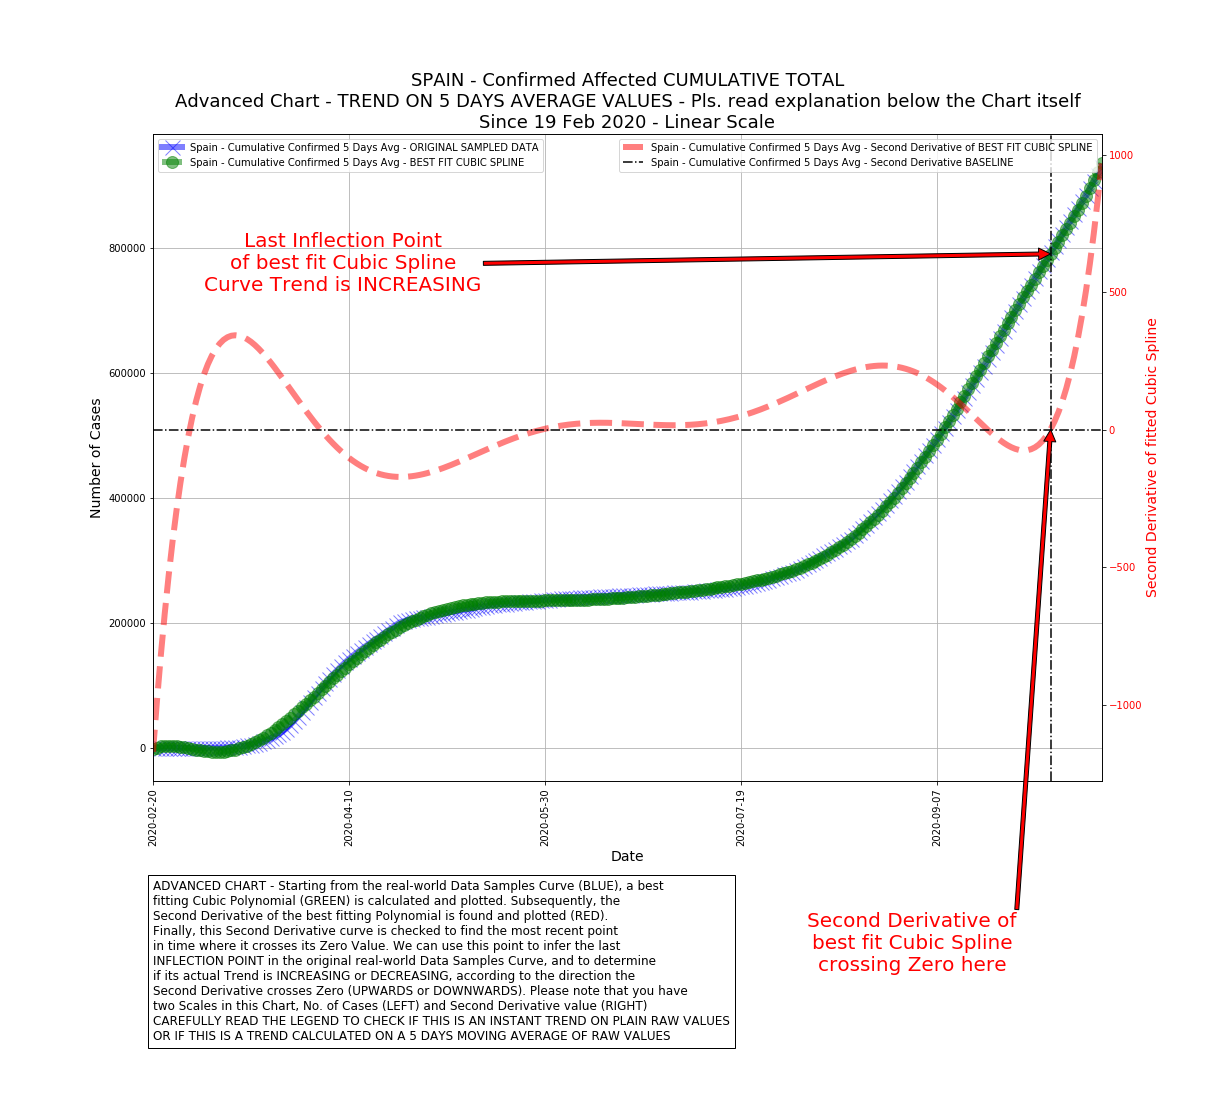 SPAIN - Confirmed Affected CUMULATIVE TOTAL
Advanced Chart - TREND ON 5 DAYS AVERAGE VALUES - Pls. read explanation below the Chart itself
Since 19 Feb 2020 - Linear Scale
Spain - Cumulative Confirmed 5 Days Avg - ORIGINAL SAMPLED DATA
Spain - Cumulative Confirmed 5 Days Avg - BEST FIT CUBIC SPLINE
Spain - Cumulative Confirmed 5 Days Avg - Second Derivative of BEST FIT CUBIC SPLINE
Spain - Cumulative Confirmed 5 Days Avg - Second Derivative BASELINE
Last Inflection Point
of best fit Cubic Spline
Curve Trend is INCREASING
Number of Cases
800000
600000
400000
200000
0
1000
500
0
−500
−1000
Second Derivative of fitted Cubic Spline
2020-02-20
2020-04-10
2020-05-30
2020-07-19
2020-09-07
Date
ADVANCED CHART - Starting from the real-world Data Samples Curve (BLUE), a best
fitting Cubic Polynomial (GREEN) is calculated and plotted. Subsequently, the
Second Derivative of the best fitting Polynomial is found and plotted (RED).
Finally, this Second Derivative curve is checked to find the most recent point
in time where it crosses its Zero Value. We can use this point to infer the last
INFLECTION POINT in the original real-world Data Samples Curve, and to determine
if its actual Trend is INCREASING or DECREASING, according to the direction the
Second Derivative crosses Zero (UPWARDS or DOWNWARDS). Please note that you have
two Scales in this Chart, No. of Cases (LEFT) and Second Derivative value (RIGHT)
CAREFULLY READ THE LEGEND TO CHECK IF THIS IS AN INSTANT TREND ON PLAIN RAW VALUES
OR IF THIS IS A TREND CALCULATED ON A 5 DAYS MOVING AVERAGE OF RAW VALUES
Second Derivative of
best fit Cubic Spline
crossing Zero here